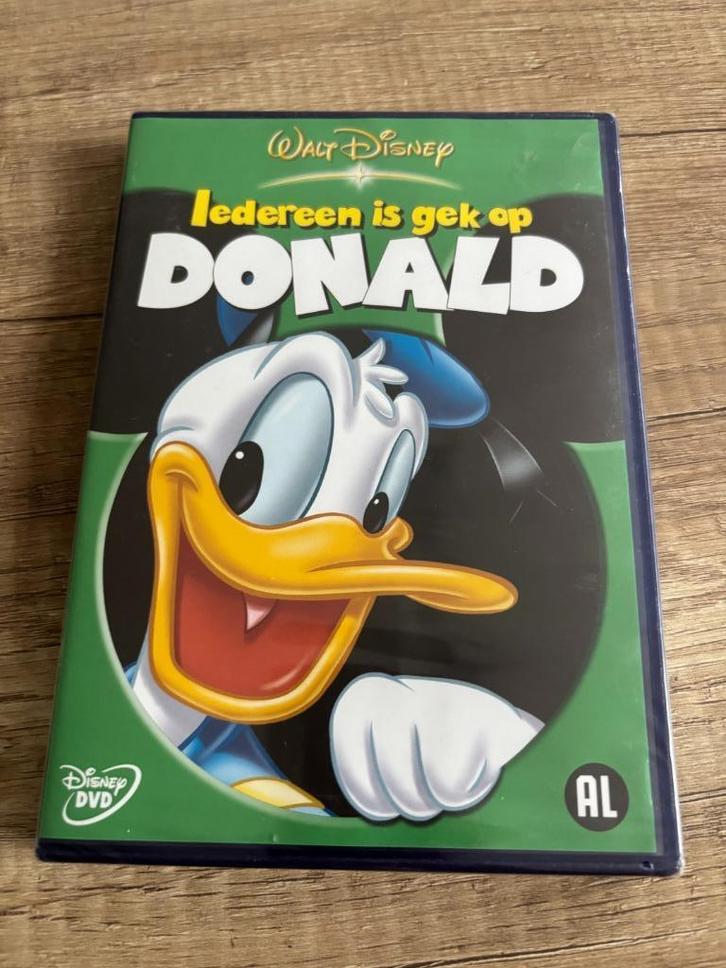 WALT DISNEY
Iedereen is gek op
DONALD
DISNEY
DVD
AL